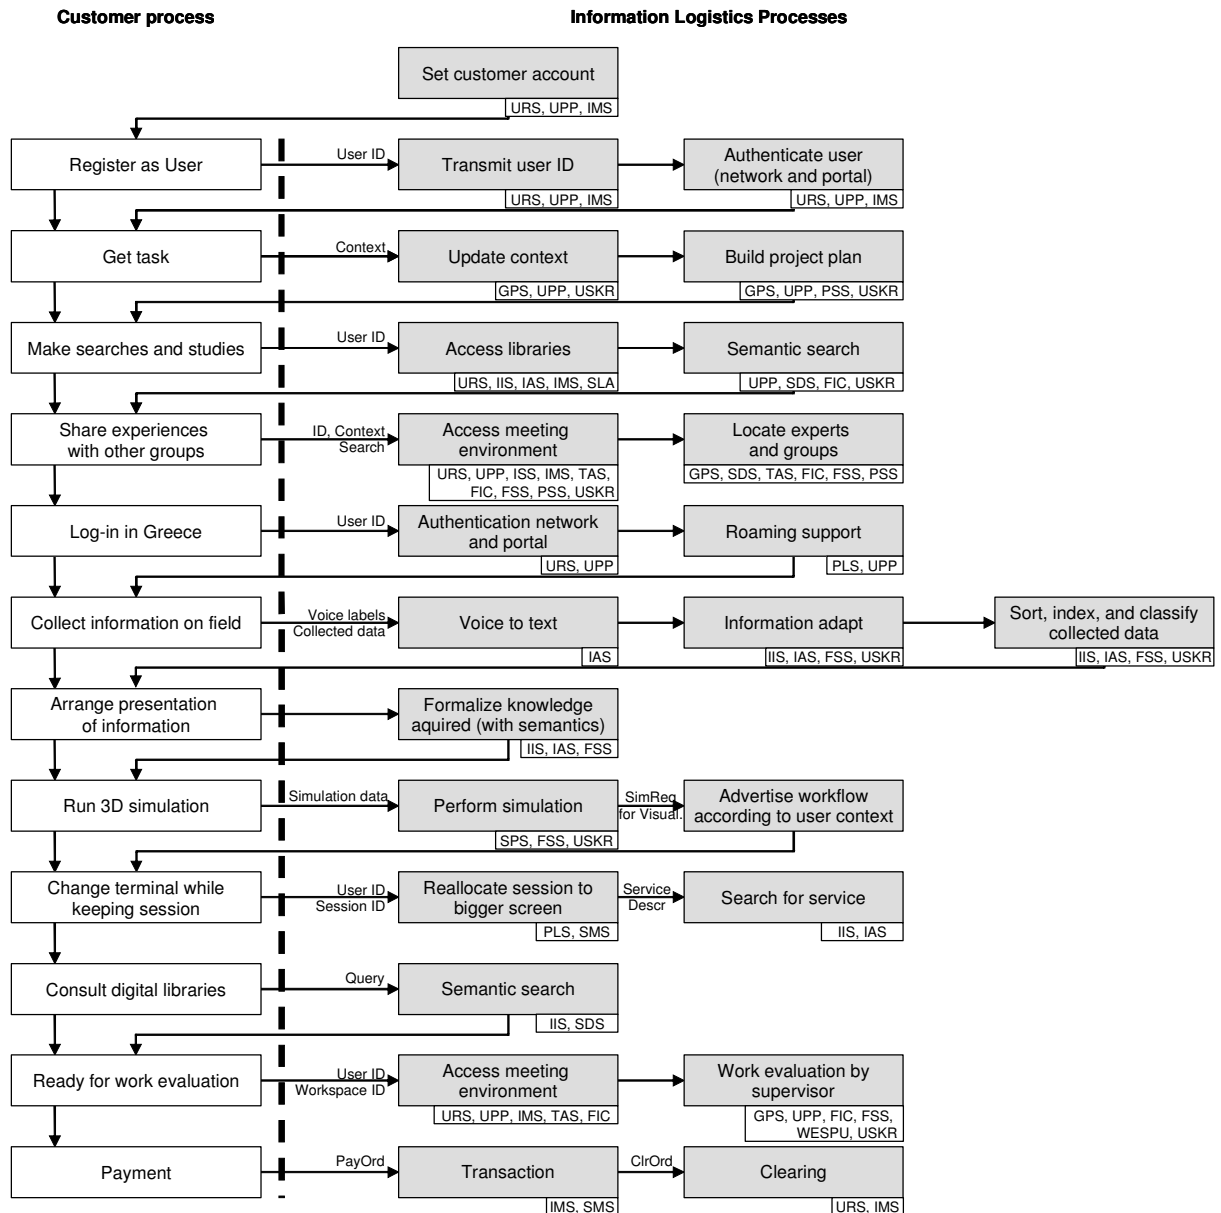 Customer process
Information Logistics Processes
Set customer account
URS, UPP, IMS
Register as User
User ID
Transmit user ID
URS, UPP, IMS
Authenticate user
(network and portal)
URS, UPP, IMS
Get task
Context
Update context
GPS, UPP, USKR
Build project plan
GPS, UPP, PSS, USKR
Make searches and studies
User ID
Access libraries
URS, IIS, IAS, IMS, SLA
Semantic search
UPP, SDS, FIC, USKR
Share experiences
with other groups
ID, Context
Search
Access meeting
environment
URS, UPP, ISS, IMS, TAS,
FIC, FSS, PSS, USKR
Locate experts
and groups
GPS, SDS, TAS, FIC, FSS, PSS
Log-in in Greece
User ID
Authentication network
and portal
URS, UPP
Roaming support
PLS, UPP
Collect information on field
Voice labels
Collected data
Voice to text
IAS
Information adapt
IIS, IAS, FSS, USKR
Sort, index, and classify
collected data
IIS, IAS, FSS, USKR
Arrange presentation
of information
Formalize knowledge
aquired (with semantics)
IIS, IAS, FSS
Run 3D simulation
Simulation data
Perform simulation
SPS, FSS, USKR
SimReq
for Visual.
Advertise workflow
according to user context
Change terminal while
keeping session
User ID
Session ID
Reallocate session to
bigger screen
PLS, SMS
Service
Descr
Search for service
IIS, IAS
Consult digital libraries
Query
Semantic search
IIS, SDS
Ready for work evaluation
User ID
Workspace ID
Access meeting
environment
URS, UPP, IMS, TAS, FIC
Work evaluation by
supervisor
GPS, UPP, FIC, FSS,
WESPU, USKR
Payment
PayOrd
Transaction
IMS, SMS
ClrOrd
Clearing
URS, IMS